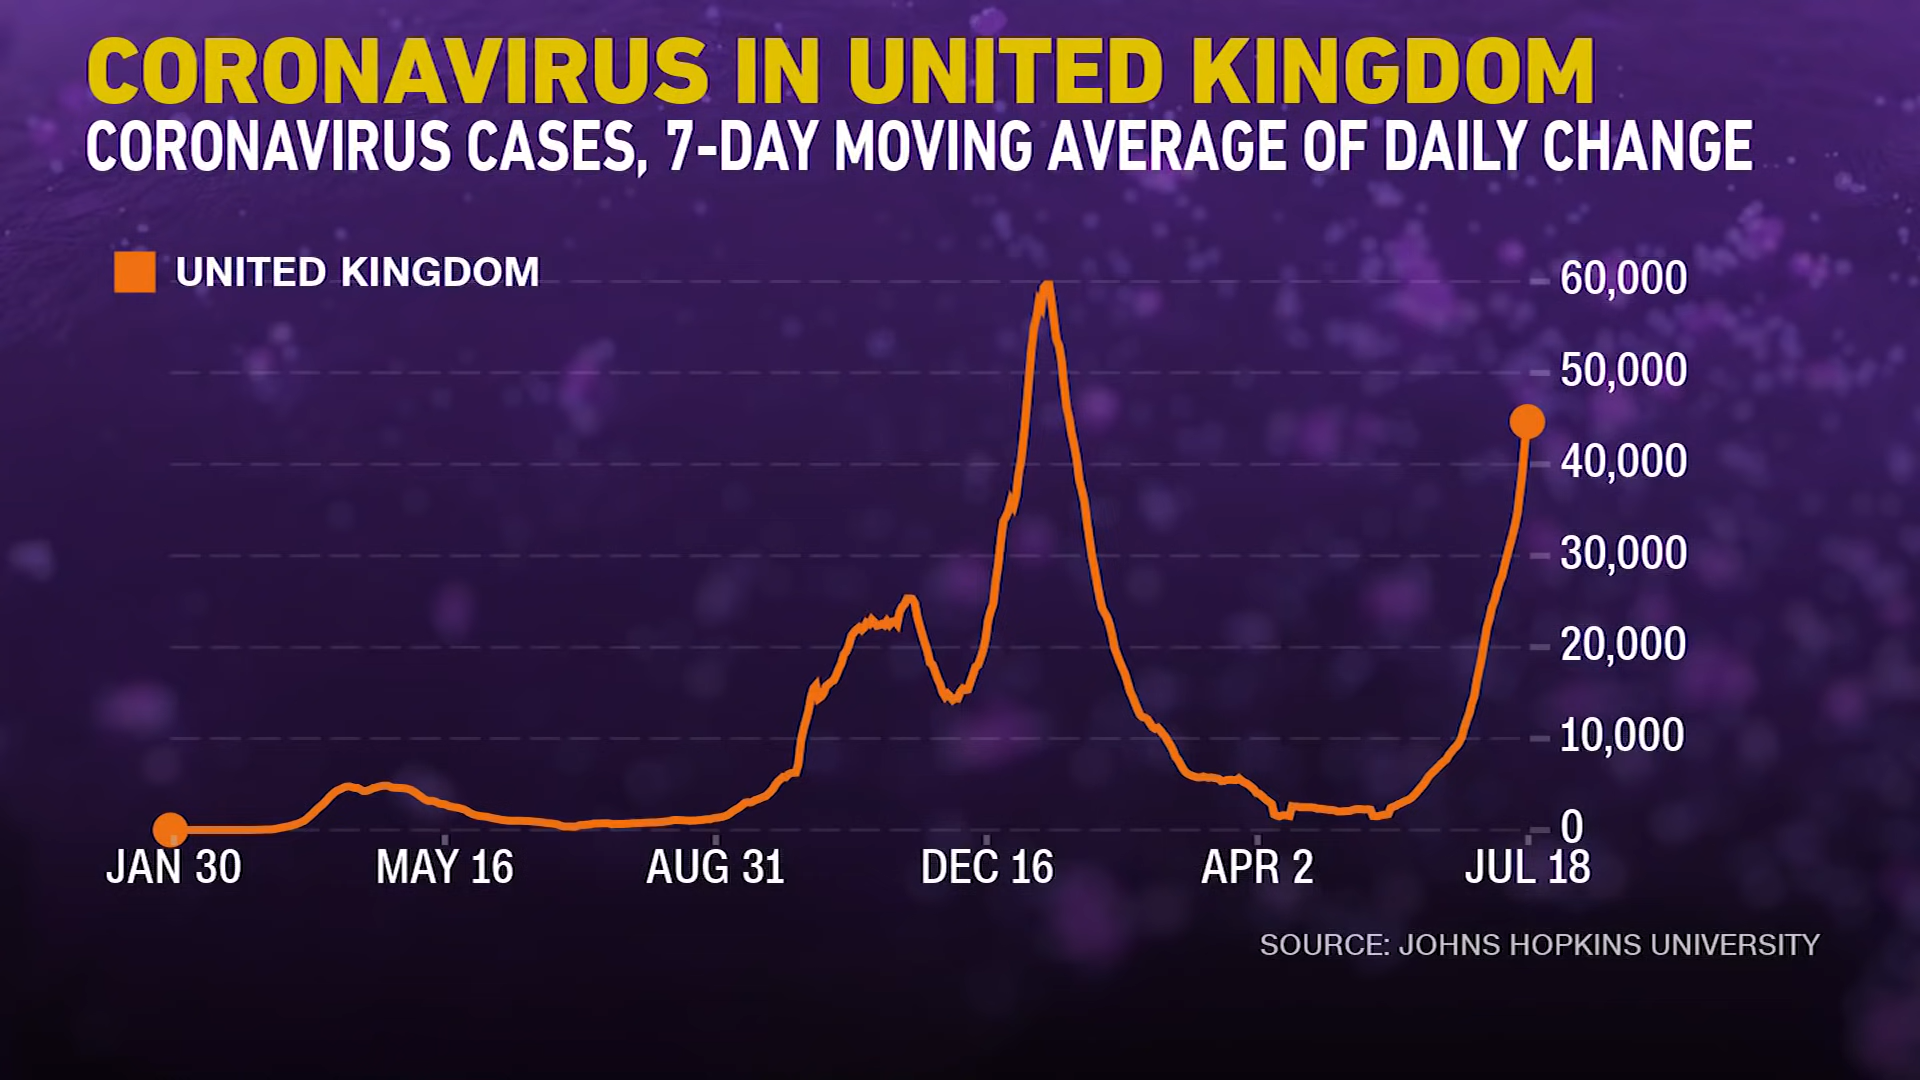 CORONAVIRUS IN UNITED KINGDOM
CORONAVIRUS CASES, 7-DAY MOVING AVERAGE OF DAILY CHANGE
UNITED KINGDOM
60,000
50,000
40,000
30,000
20,000
10,000
0
JAN 30 MAY 16 AUG 31 DEC 16 APR 2 JUL 18
SOURCE: JOHNS HOPKINS UNIVERSITY